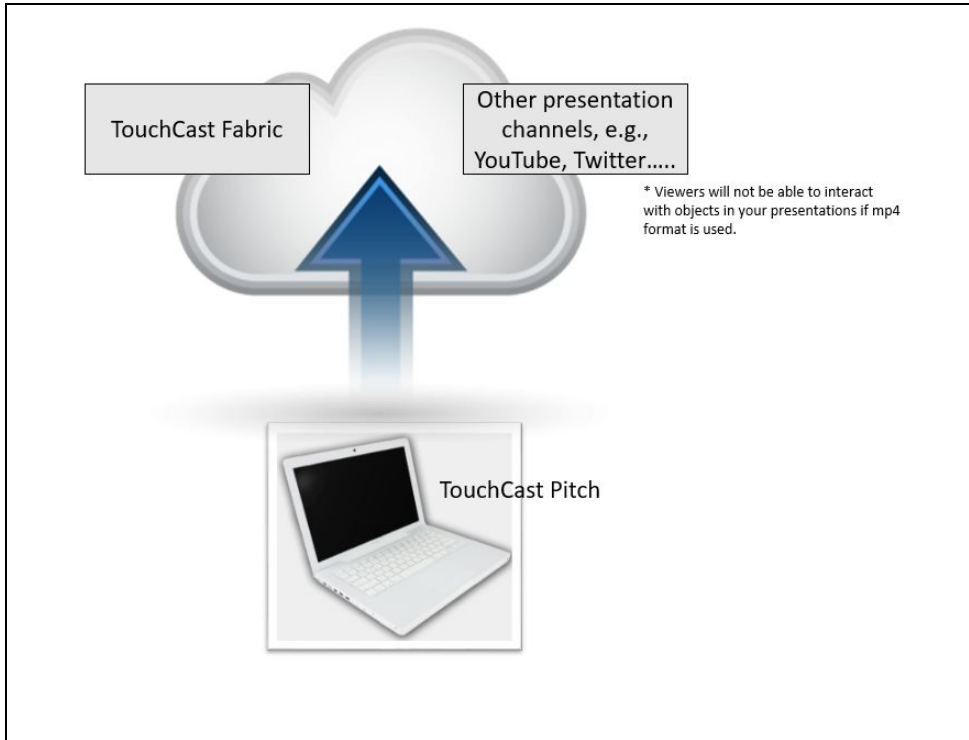 TouchCast Fabric
Other presentation
channels, e.g.,
YouTube, Twitter.....
* Viewers will not be able to interact
with objects in your presentations if mp4
format is used.
TouchCast Pitch